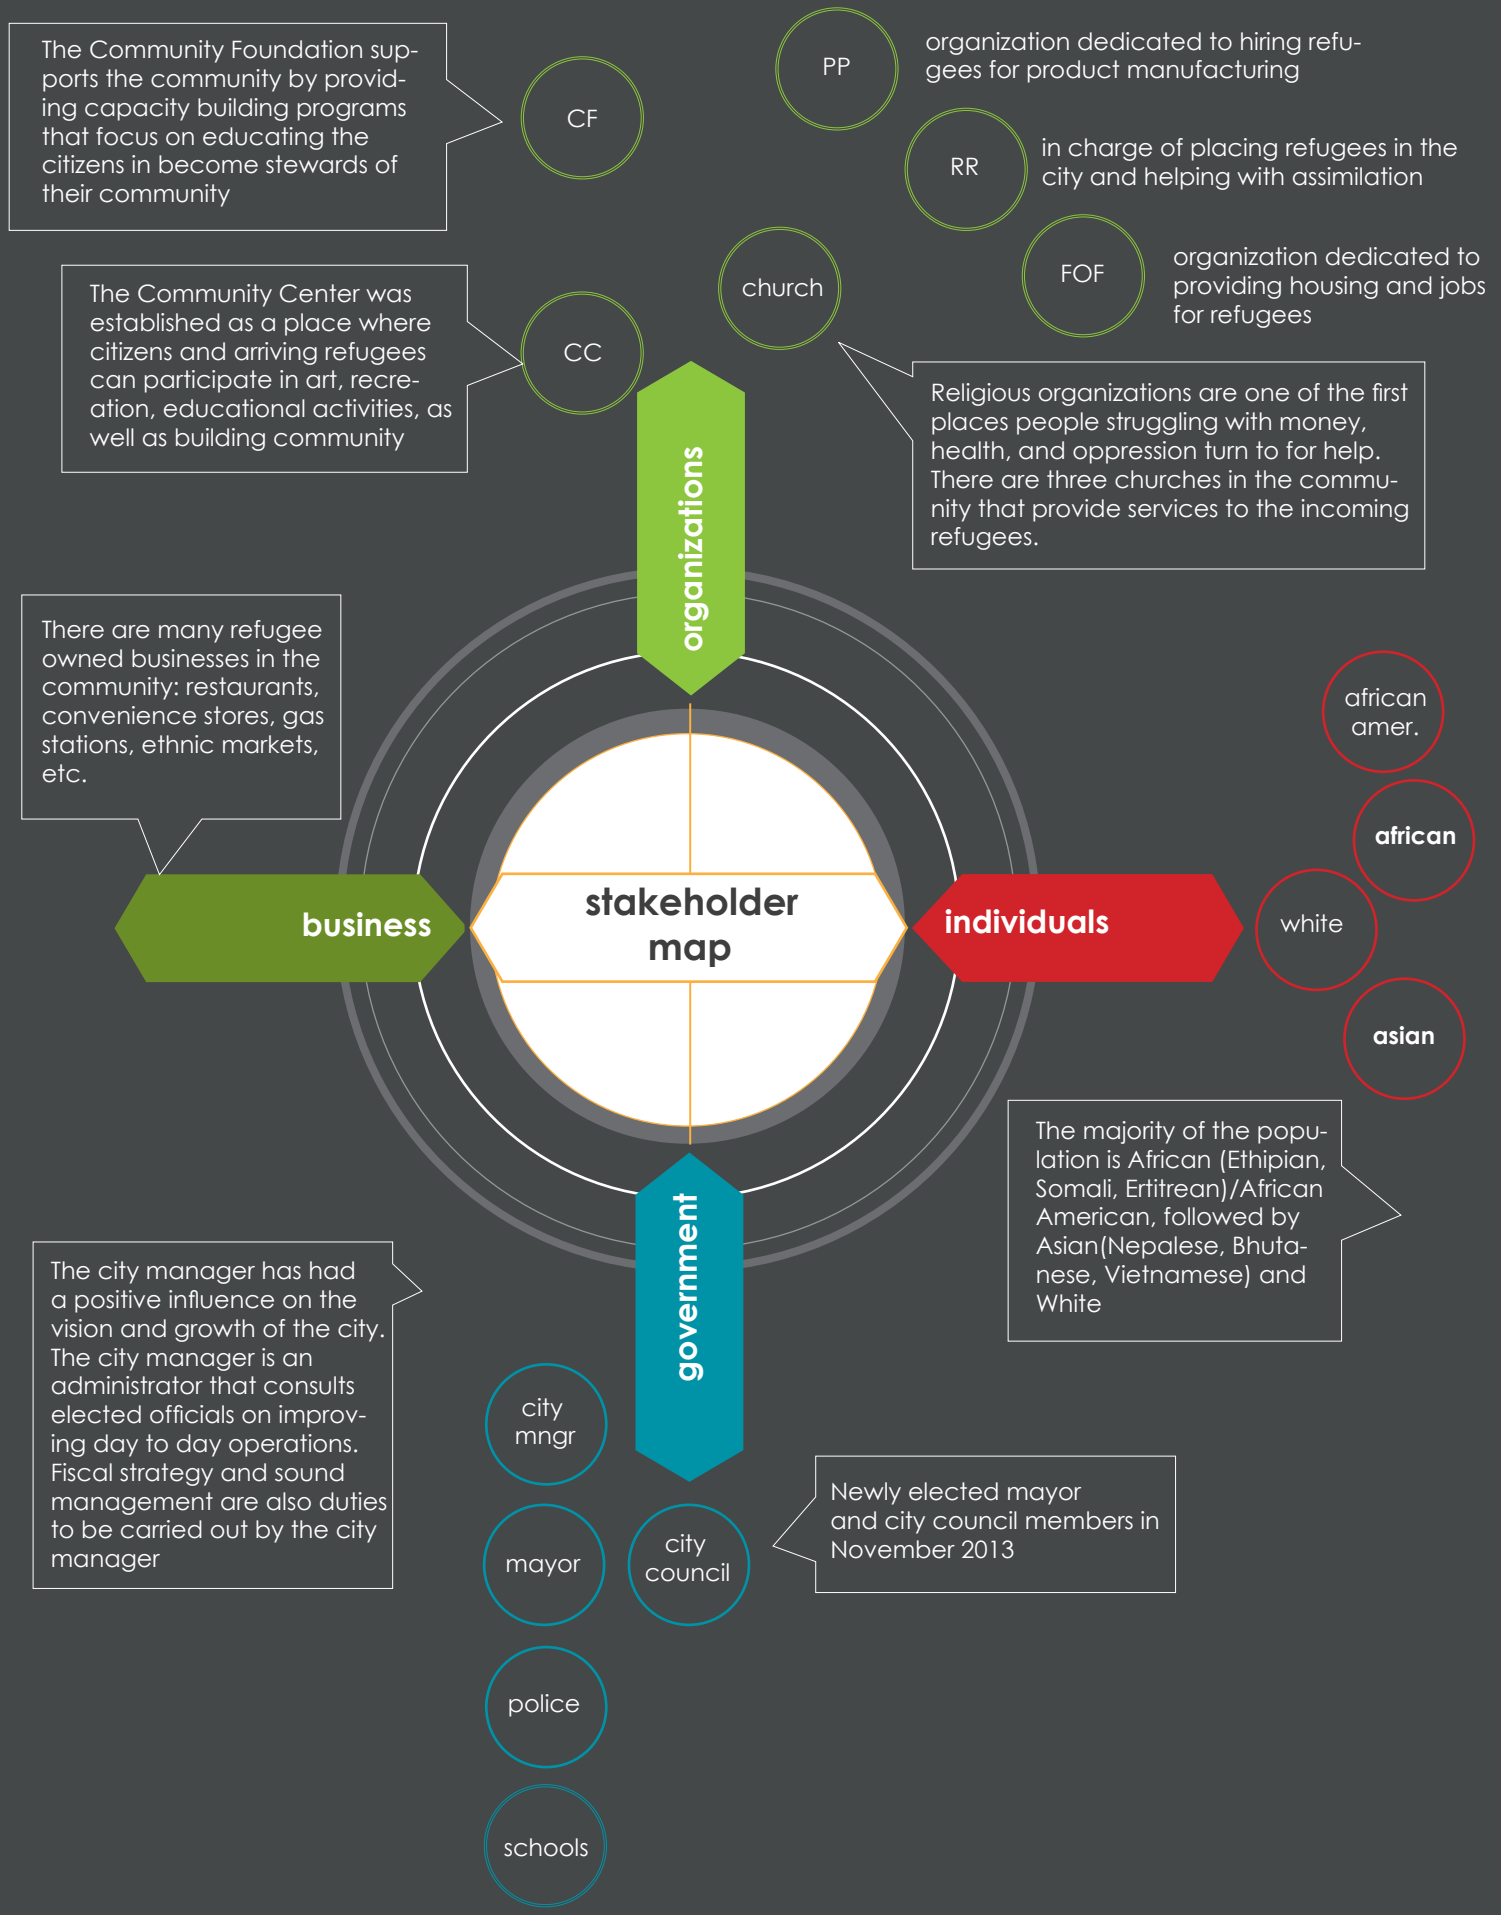 The Community Foundation sup-
ports the community by provid-
ing capacity building programs
that focus on educating the
citizens in become stewards of
their community
CF
PP
organization dedicated to hiring refu-
gees for product manufacturing
RR
in charge of placing refugees in the
city and helping with assimilation
FOF
organization dedicated to
providing housing and jobs
for refugees
church
The Community Center was
established as a place where
citizens and arriving refugees
can participate in art, recre-
ation, educational activities, as
well as building community
CC
Religious organizations are one of the first
places people struggling with money,
health, and oppression turn to for help.
There are three churches in the commu-
nity that provide services to the incoming
refugees.
organizations
There are many refugee
owned businesses in the
community: restaurants,
convenience stores, gas
stations, ethnic markets,
etc.
business
stakeholder
map
individuals
african
amer.
african
white
asian
The majority of the popu-
lation is African (Ethipian,
Somali, Ertitrean)/African
American, followed by
Asian(Nepalese, Bhuta-
nese, Vietnamese) and
White
government
The city manager has had
a positive influence on the
vision and growth of the city.
The city manager is an
administrator that consults
elected officials on improv-
ing day to day operations.
Fiscal strategy and sound
management are also duties
to be carried out by the city
manager
city
mngr
mayor
city
council
Newly elected mayor
and city council members in
November 2013
police
schools